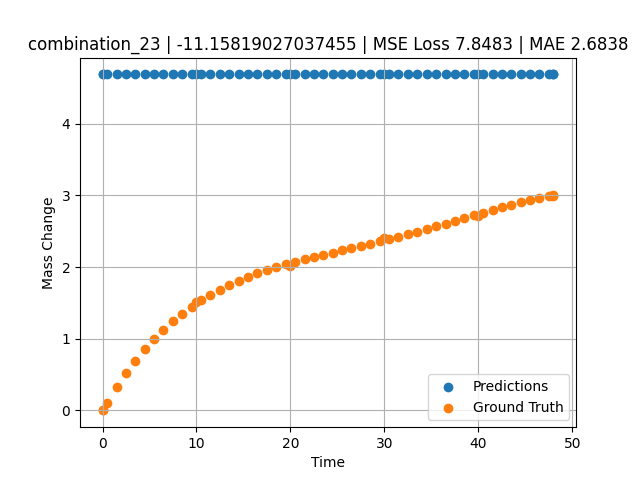 combination_23 | -11.15819027037455 | MSE Loss 7.8483 | MAE 2.6838
Mass Change
4
3
2
1
0
0 10 20 30 40 50
Time
Predictions
Ground Truth